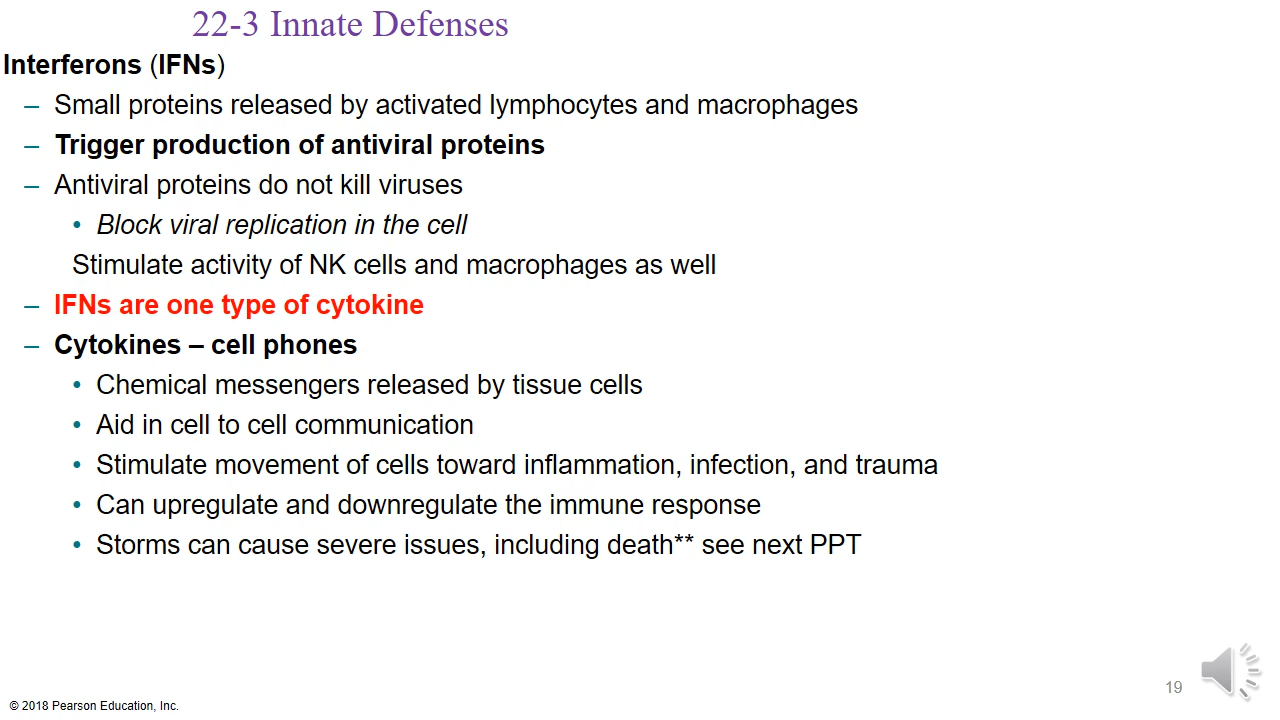 22-3 Innate Defenses
Interferons (IFNs)
– Small proteins released by activated lymphocytes and macrophages
– Trigger production of antiviral proteins
– Antiviral proteins do not kill viruses
• Block viral replication in the cell
Stimulate activity of NK cells and macrophages as well
– IFNs are one type of cytokine
– Cytokines – cell phones
• Chemical messengers released by tissue cells
• Aid in cell to cell communication
• Stimulate movement of cells toward inflammation, infection, and trauma
• Can upregulate and downregulate the immune response
• Storms can cause severe issues, including death** see next PPT
19
© 2018 Pearson Education, Inc.